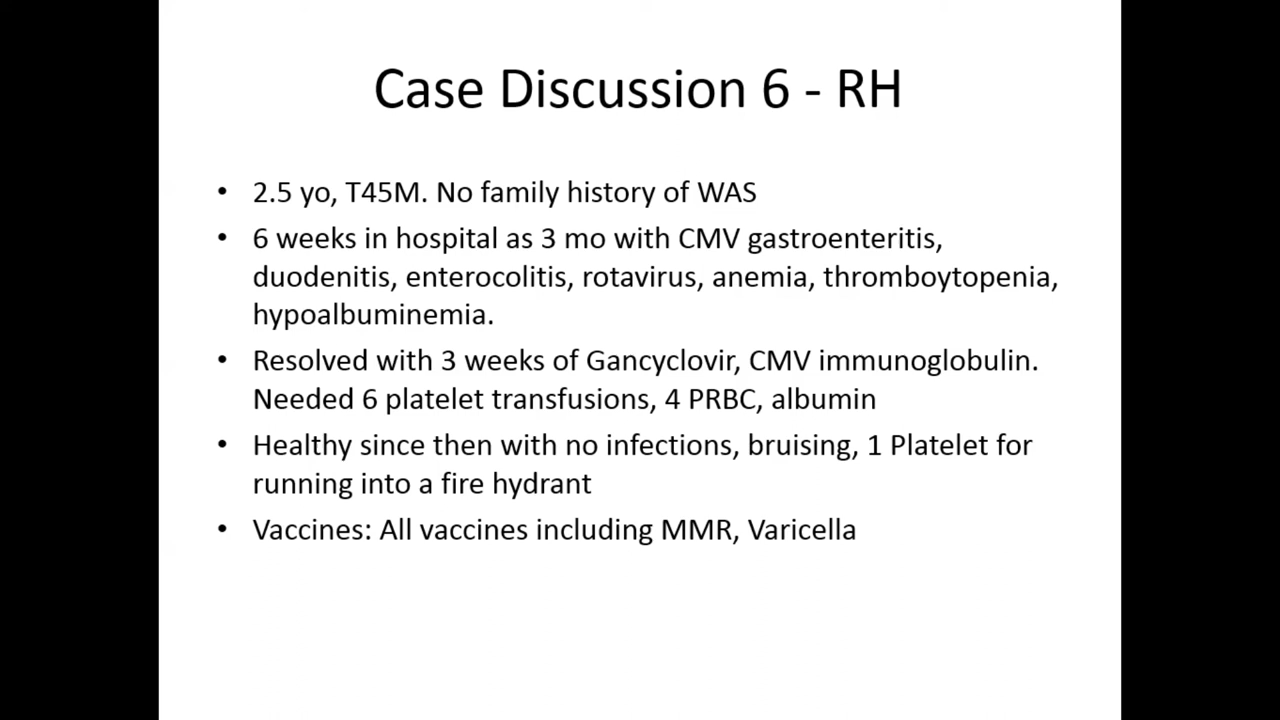 Case Discussion 6 - RH
• 2.5 yo, T45M. No family history of WAS
• 6 weeks in hospital as 3 mo with CMV gastroenteritis,
duodenitis, enterocolitis, rotavirus, anemia, thromboytopenia,
hypoalbuminemia.
• Resolved with 3 weeks of Gancyclovir, CMV immunoglobulin.
Needed 6 platelet transfusions, 4 PRBC, albumin
• Healthy since then with no infections, bruising, 1 Platelet for
running into a fire hydrant
• Vaccines: All vaccines including MMR, Varicella